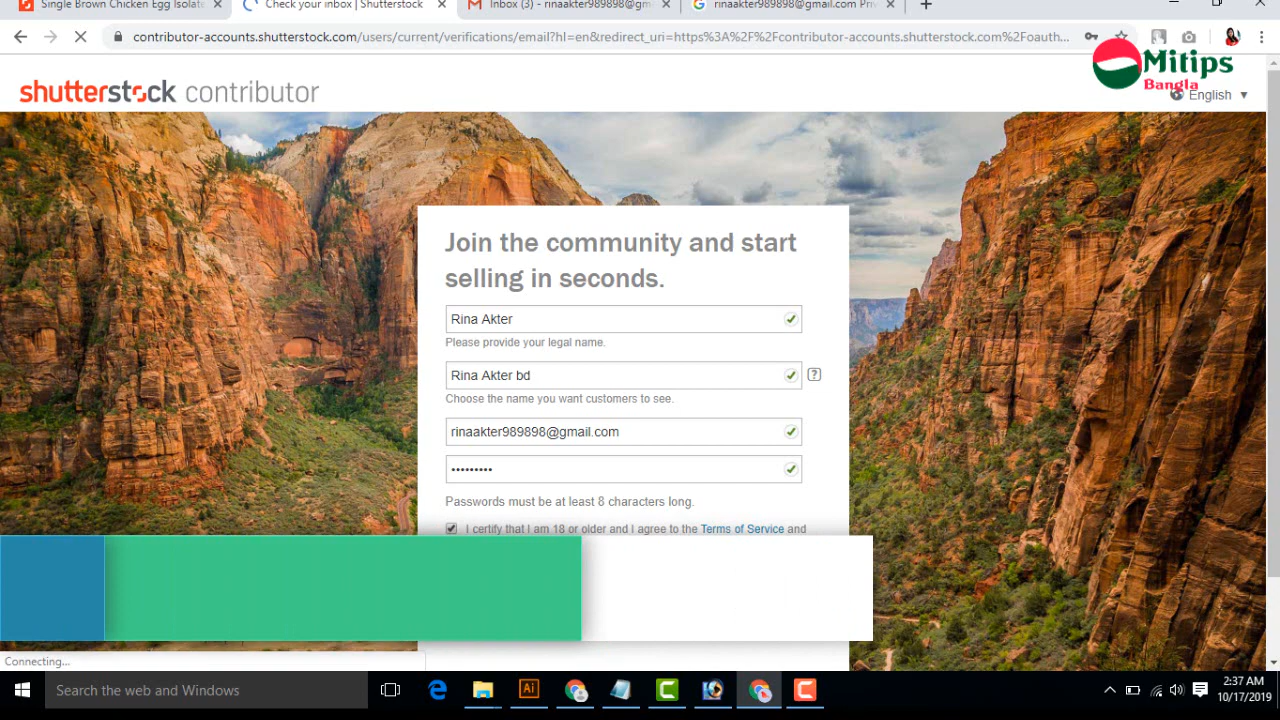 Single Brown Chicken Egg Isolate
Check your inbox | Shutterstock
Inbox (3) - rinaakter989898@gm
rinaakter989898@gmail.com Pri
contributor-accounts.shutterstock.com/users/current/verifications/email?hl=en&redirect_uri=https%3A%2F%2Fcontributor-accounts.shutterstock.com%2Foauth...
Mitips
Bangla
shutterstock contributor
English
Join the community and start
selling in seconds.
Rina Akter
Please provide your legal name.
Rina Akter bd
?
Choose the name you want customers to see.
rinaakter989898@gmail.com
•••••••••
Passwords must be at least 8 characters long.
I certify that I am 18 or older and I agree to the Terms of Service and
Connecting...
Search the web and Windows
Ai
2:37 AM
10/17/2019